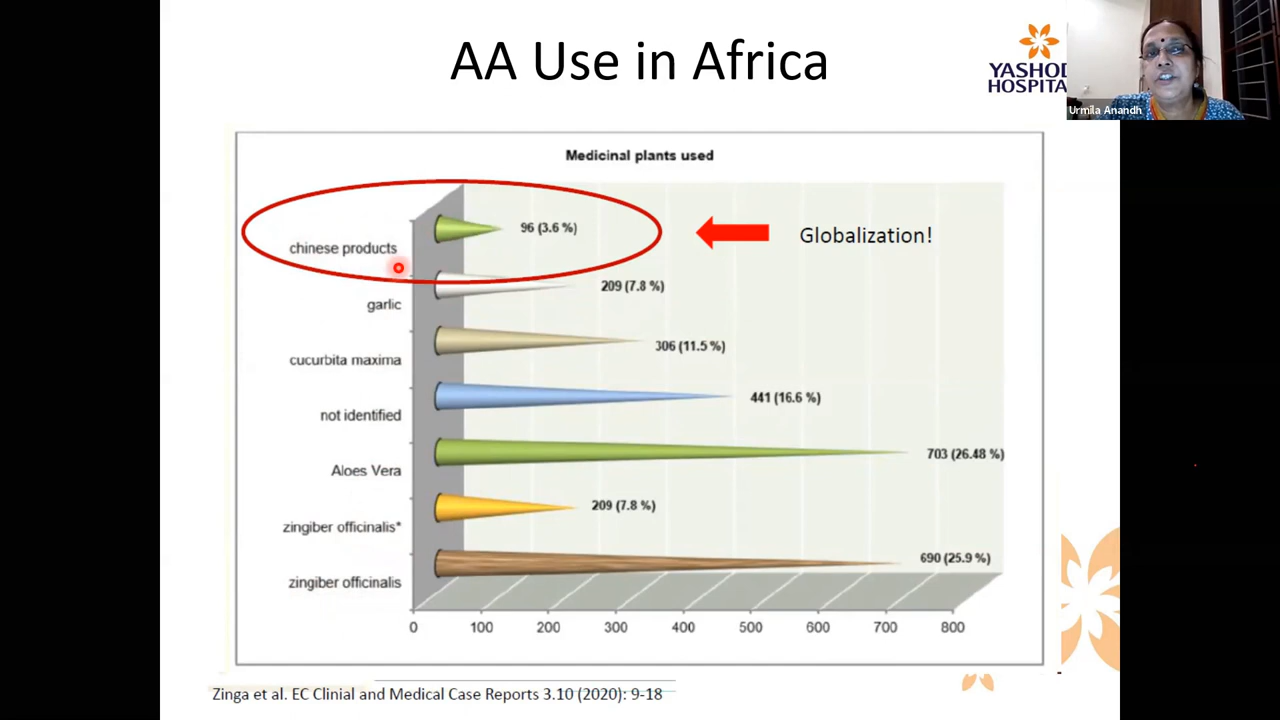 AA Use in Africa
YASHOD
HOSPITA
Urmila Anandh
Medicinal plants used
chinese products
96 (3.6 %)
Globalization!
garlic
209 (7.8 %)
cucurbita maxima
306 (11.5 %)
not identified
441 (16.6 %)
Aloes Vera
703 (26.48 %)
zingiber officinalis*
209 (7.8 %)
zingiber officinalis
690 (25.9 %)
0 100 200 300 400 500 600 700 800
Zinga et al. EC Clinial and Medical Case Reports 3.10 (2020): 9-18